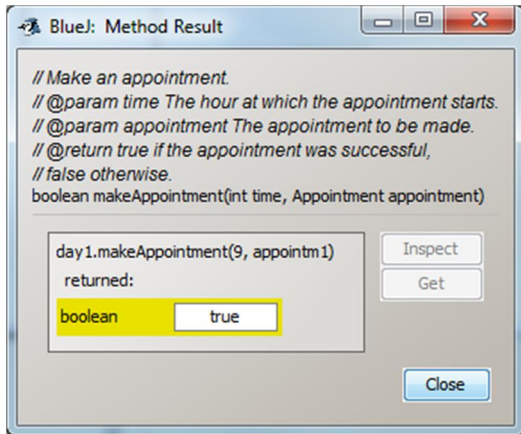 BlueJ: Method Result
// Make an appointment.
// @param time The hour at which the appointment starts.
// @param appointment The appointment to be made.
// @return true if the appointment was successful,
// false otherwise.
boolean makeAppointment(int time, Appointment appointment)
day1.makeAppointment(9, appointm1)
returned:
boolean true
Inspect
Get
Close